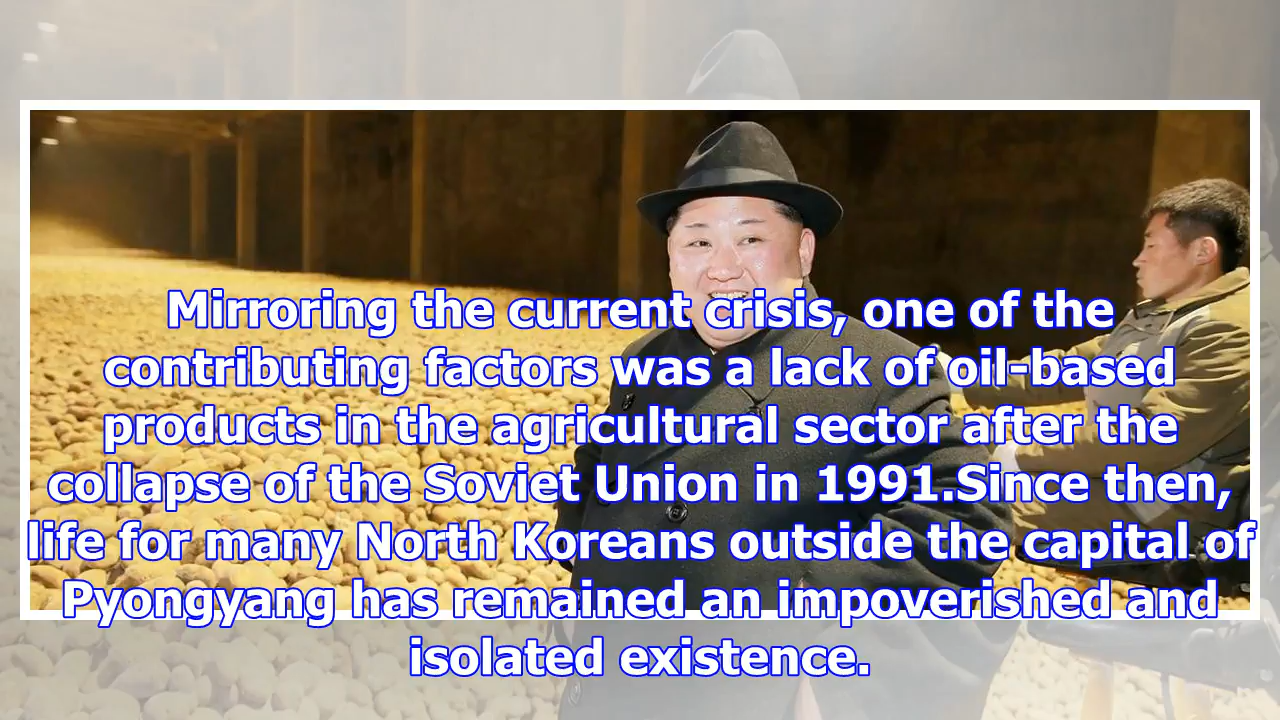 Mirroring the current crisis, one of the
contributing factors was a lack of oil-based
products in the agricultural sector after the
collapse of the Soviet Union in 1991.Since then,
life for many North Koreans outside the capital of
Pyongyang has remained an impoverished and
isolated existence.